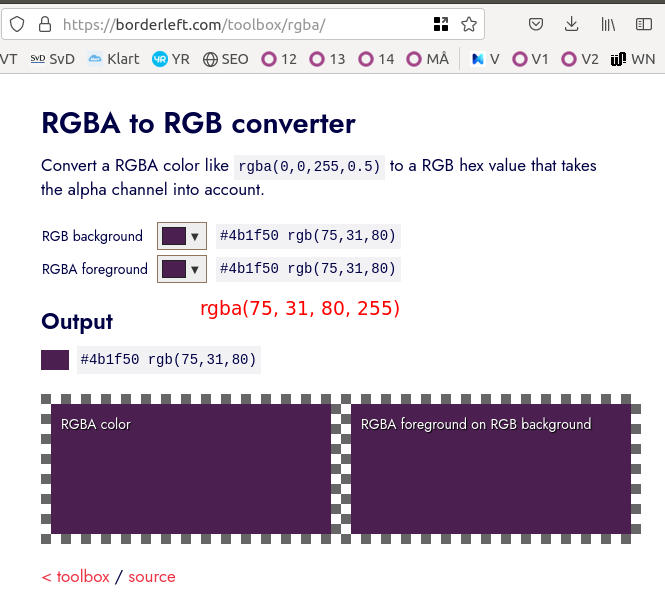 https://borderleft.com/toolbox/rgba/
VT SvD SvD Klart YR YR SEO 12 13 14 MÅ V V1 V2 WN
RGBA to RGB converter
Convert a RGBA color like rgba(0,0,255,0.5) to a RGB hex value that takes
the alpha channel into account.
RGB background ▼ #4b1f50 rgb(75,31,80)
RGBA foreground ▼ #4b1f50 rgb(75,31,80)
rgba(75, 31, 80, 255)
Output
#4b1f50 rgb(75,31,80)
RGBA color RGBA foreground on RGB background
< toolbox / source